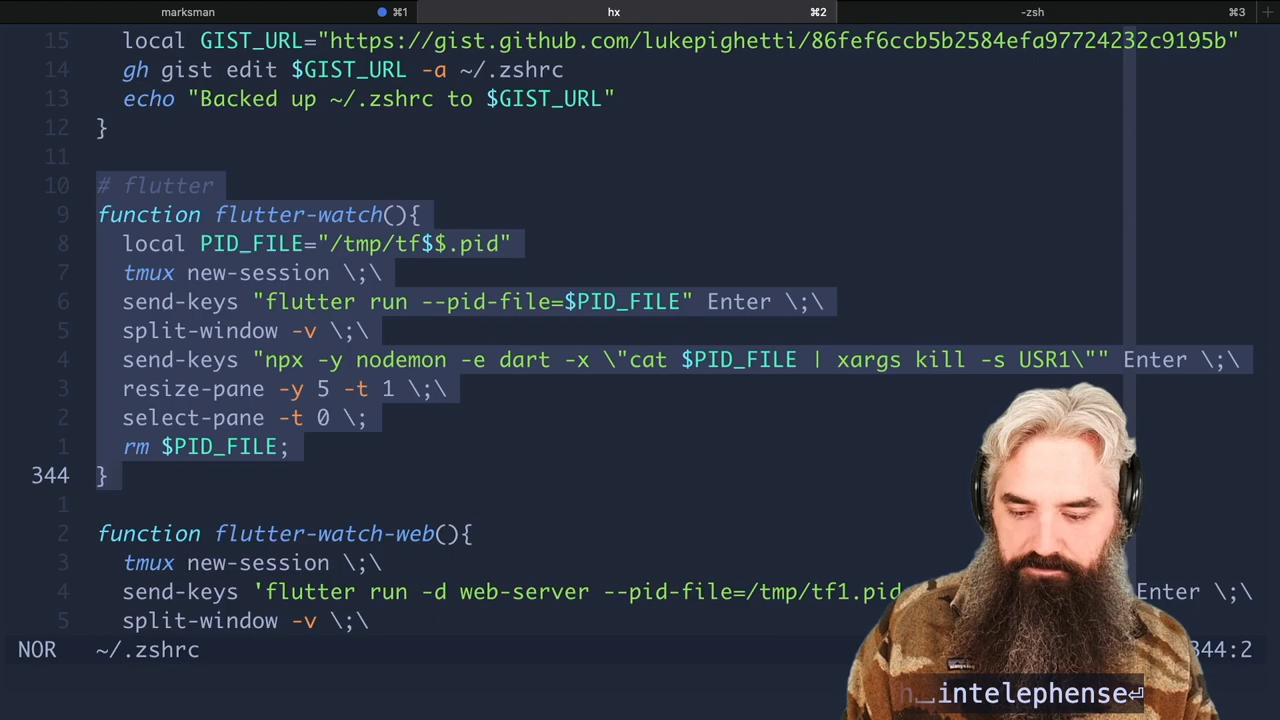 marksman ⌘1 hx ⌘2 -zsh ⌘3 +
15 local GIST_URL="https://gist.github.com/lukepighetti/86fef6ccb5b2584efa97724232c9195b"
14 gh gist edit $GIST_URL -a ~/.zshrc
13 echo "Backed up ~/.zshrc to $GIST_URL"
12 }
11
10 # flutter
9 function flutter-watch(){
8 local PID_FILE="/tmp/tf$$.pid"
7 tmux new-session \;\
6 send-keys "flutter run --pid-file=$PID_FILE" Enter \;\
5 split-window -v \;\
4 send-keys "npx -y nodemon -e dart -x \"cat $PID_FILE | xargs kill -s USR1\"" Enter \;\
3 resize-pane -y 5 -t 1 \;\
2 select-pane -t 0 \;
1 rm $PID_FILE;
344 }
1
2 function flutter-watch-web(){
3 tmux new-session \;\
4 send-keys 'flutter run -d web-server --pid-file=/tmp/tf1.pid Enter \;\
5 split-window -v \;\
NOR ~/.zshrc 344:2
h␣intelephense⏎